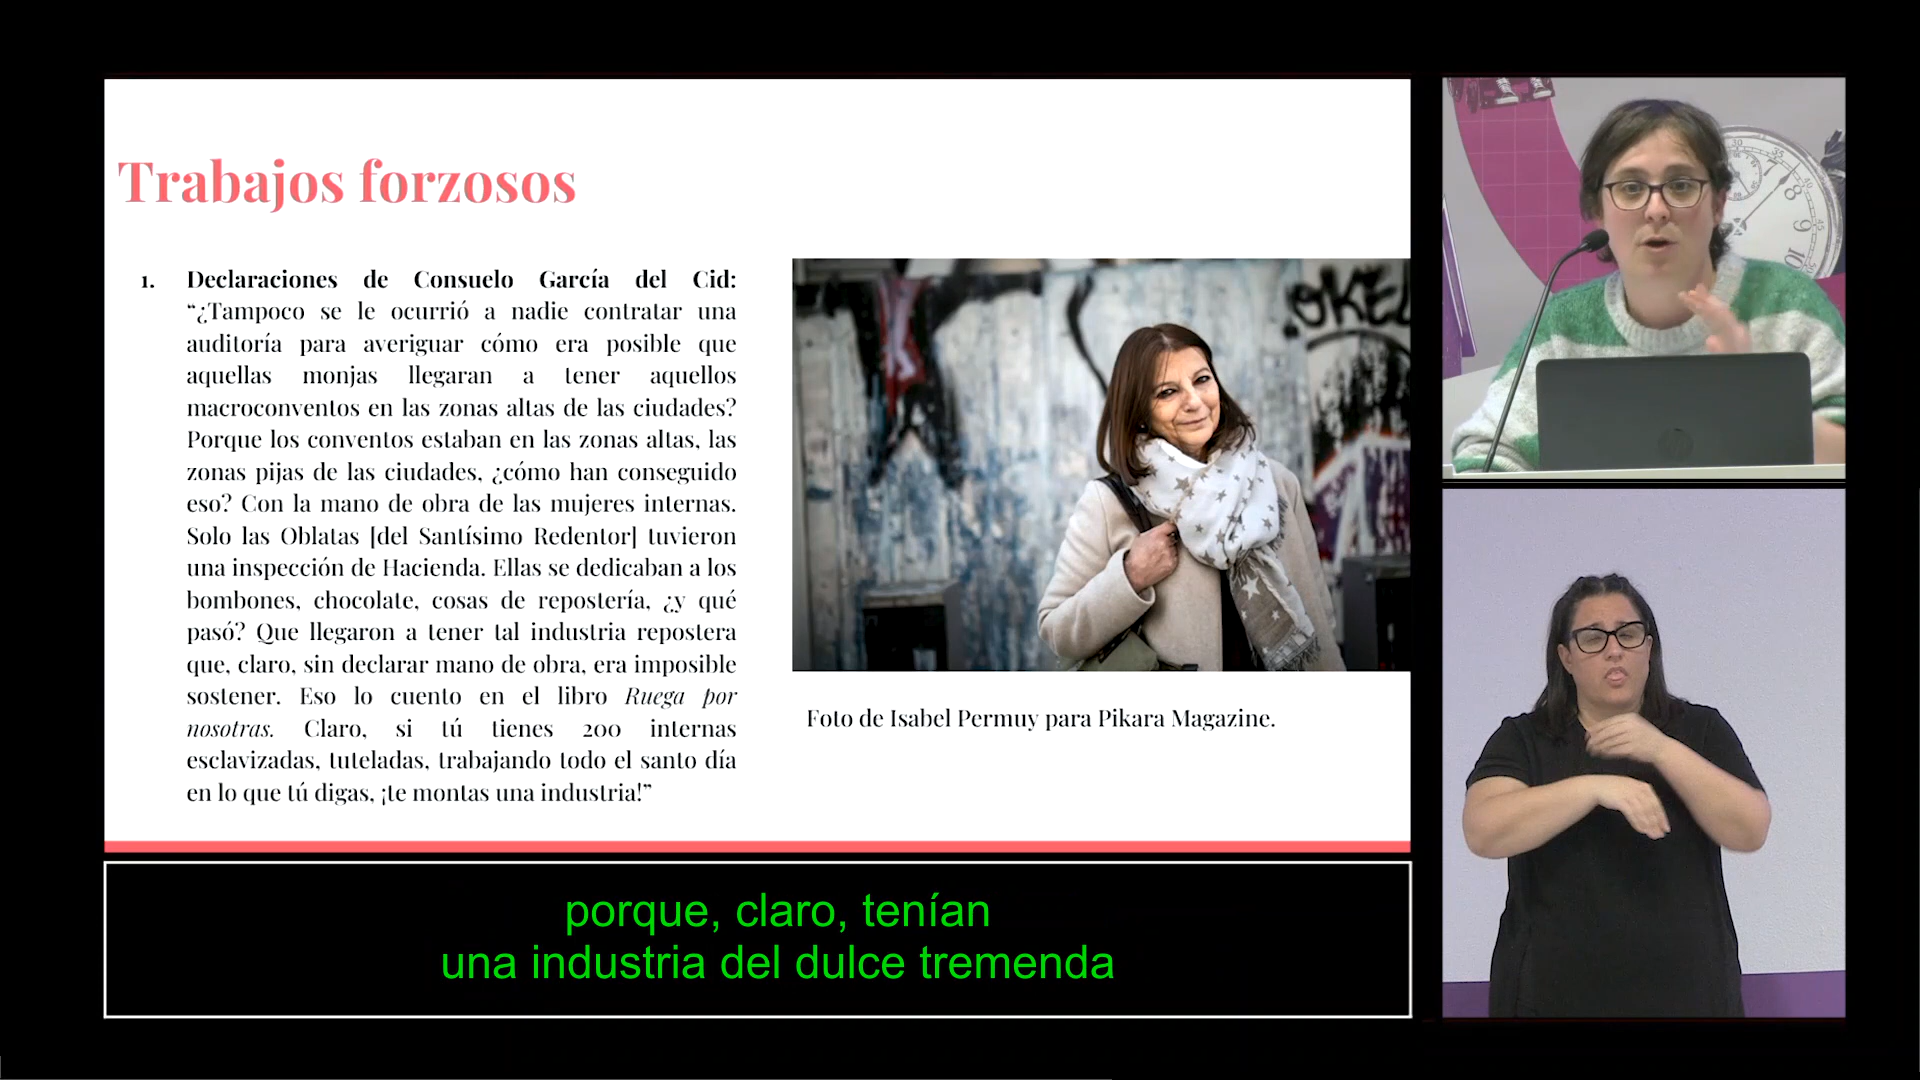 Trabajos forzosos
1. Declaraciones de Consuelo García del Cid:
“¿Tampoco se le ocurrió a nadie contratar una
auditoría para averiguar cómo era posible que
aquellas monjas llegaran a tener aquellos
macroconventos en las zonas altas de las ciudades?
Porque los conventos estaban en las zonas altas, las
zonas pijas de las ciudades, ¿cómo han conseguido
eso? Con la mano de obra de las mujeres internas.
Solo las Oblatas [del Santísimo Redentor] tuvieron
una inspección de Hacienda. Ellas se dedicaban a los
bombones, chocolate, cosas de repostería, ¿y qué
pasó? Que llegaron a tener tal industria repostera
que, claro, sin declarar mano de obra, era imposible
sostener. Eso lo cuento en el libro Ruega por
nosotras. Claro, si tú tienes 200 internas
esclavizadas, tuteladas, trabajando todo el santo día
en lo que tú digas, ¡te montas una industria!”
Foto de Isabel Permuy para Pikara Magazine.
porque, claro, tenían
una industria del dulce tremenda